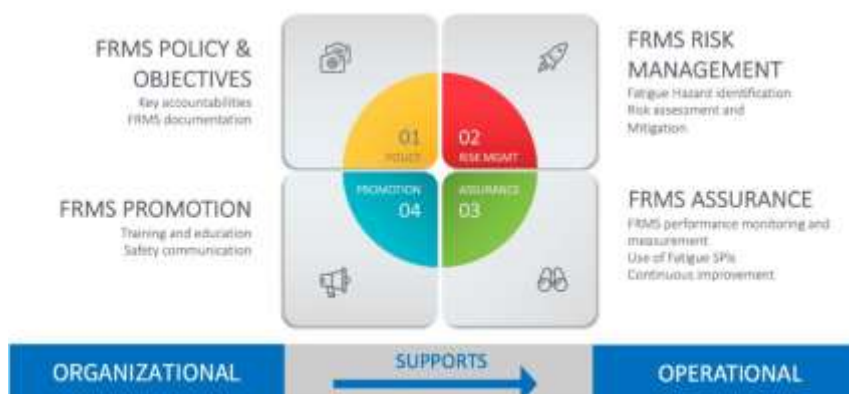 FRMS POLICY &
OBJECTIVES
Key accountabilities
FRMS documentation
01
POLICY
02
RISK MGMT
FRMS RISK
MANAGEMENT
Fatigue Hazard identification
Risk assessment and
Mitigation
FRMS PROMOTION
Training and education
Safety communication
PROMOTION
04
ASSURANCE
03
FRMS ASSURANCE
FRMS performance monitoring and
measurement
Use of Fatigue SPIs
Continuous improvement
ORGANIZATIONAL
SUPPORTS
OPERATIONAL